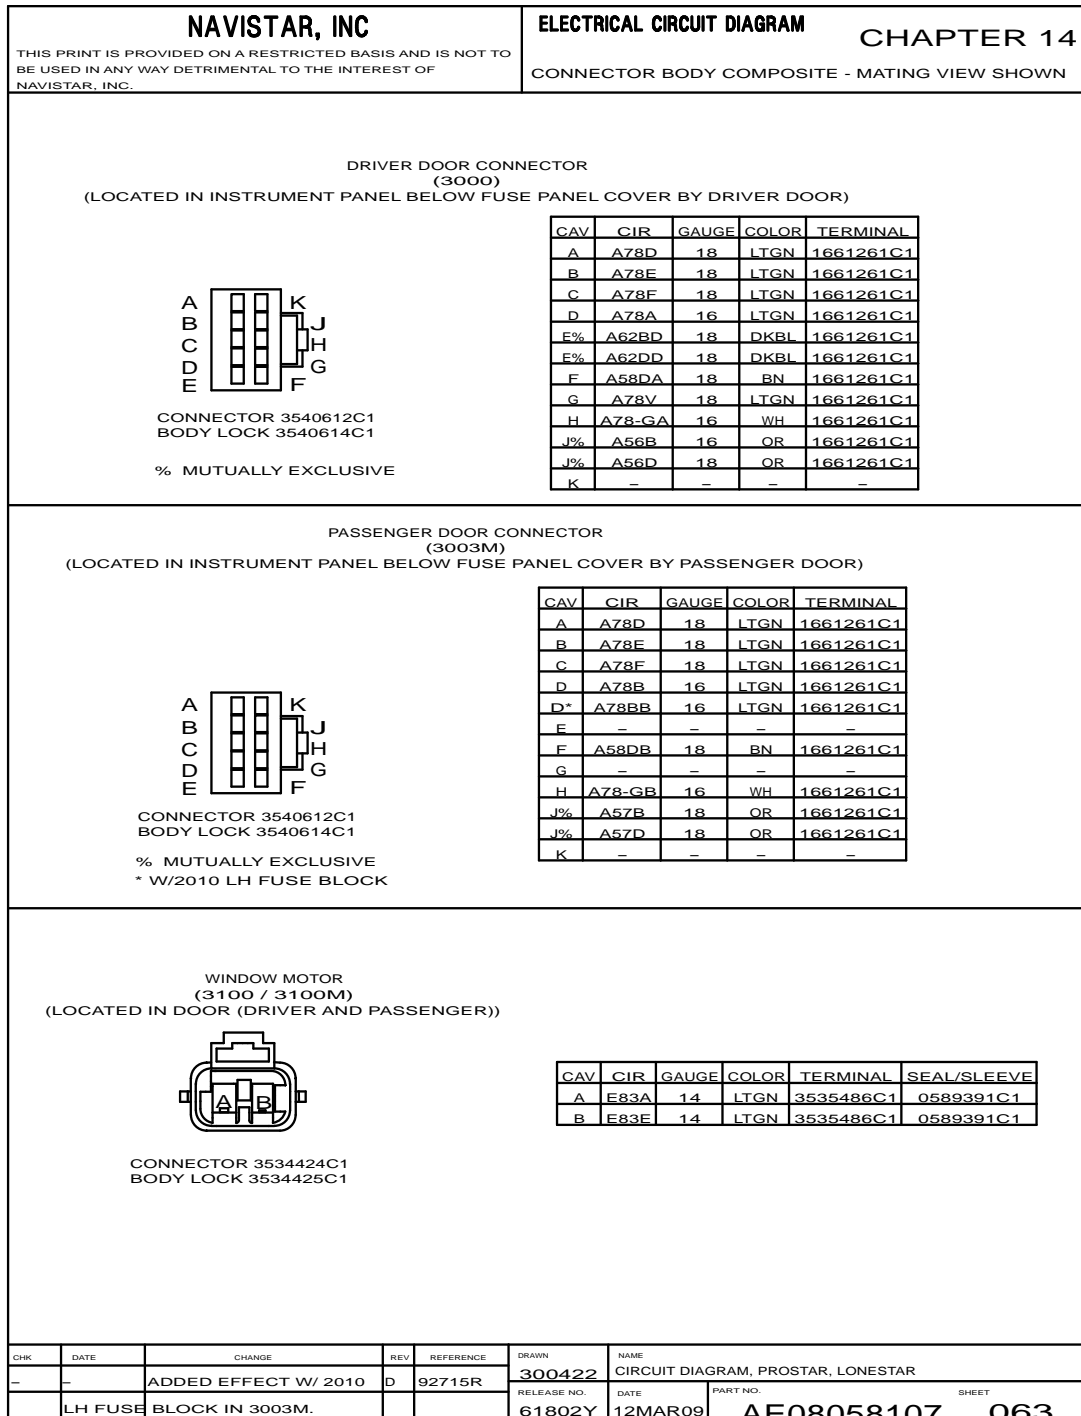 NAVISTAR, INC
THIS PRINT IS PROVIDED ON A RESTRICTED BASIS AND IS NOT TO
BE USED IN ANY WAY DETRIMENTAL TO THE INTEREST OF
NAVISTAR, INC.
ELECTRICAL CIRCUIT DIAGRAM
CHAPTER 14
CONNECTOR BODY COMPOSITE - MATING VIEW SHOWN
DRIVER DOOR CONNECTOR
(3000)
(LOCATED IN INSTRUMENT PANEL BELOW FUSE PANEL COVER BY DRIVER DOOR)
A K
B J
C H
D G
E F
CONNECTOR 3540612C1
BODY LOCK 3540614C1
% MUTUALLY EXCLUSIVE
CAV CIR GAUGE COLOR TERMINAL
A A78D 18 LTGN 1661261C1
B A78E 18 LTGN 1661261C1
C A78F 18 LTGN 1661261C1
D A78A 16 LTGN 1661261C1
E% A62BD 18 DKBL 1661261C1
E% A62DD 18 DKBL 1661261C1
F A58DA 18 BN 1661261C1
G A78V 18 LTGN 1661261C1
H A78-GA 16 WH 1661261C1
J% A56B 16 OR 1661261C1
J% A56D 18 OR 1661261C1
K – – – –
PASSENGER DOOR CONNECTOR
(3003M)
(LOCATED IN INSTRUMENT PANEL BELOW FUSE PANEL COVER BY PASSENGER DOOR)
A K
B J
C H
D G
E F
CONNECTOR 3540612C1
BODY LOCK 3540614C1
% MUTUALLY EXCLUSIVE
* W/2010 LH FUSE BLOCK
CAV CIR GAUGE COLOR TERMINAL
A A78D 18 LTGN 1661261C1
B A78E 18 LTGN 1661261C1
C A78F 18 LTGN 1661261C1
D A78B 16 LTGN 1661261C1
D* A78BB 16 LTGN 1661261C1
E – – – –
F A58DB 18 BN 1661261C1
G – – – –
H A78-GB 16 WH 1661261C1
J% A57B 18 OR 1661261C1
J% A57D 18 OR 1661261C1
K – – – –
WINDOW MOTOR
(3100 / 3100M)
(LOCATED IN DOOR (DRIVER AND PASSENGER))
A B
CONNECTOR 3534424C1
BODY LOCK 3534425C1
CAV CIR GAUGE COLOR TERMINAL SEAL/SLEEVE
A E83A 14 LTGN 3535486C1 0589391C1
B E83E 14 LTGN 3535486C1 0589391C1
CHK DATE CHANGE REV REFERENCE
– – ADDED EFFECT W/ 2010 D 92715R
LH FUSE BLOCK IN 3003M.
DRAWN
300422
NAME
CIRCUIT DIAGRAM, PROSTAR, LONESTAR
RELEASE NO.
61802Y
DATE
12MAR09
PART NO.
AE08058107
SHEET
063